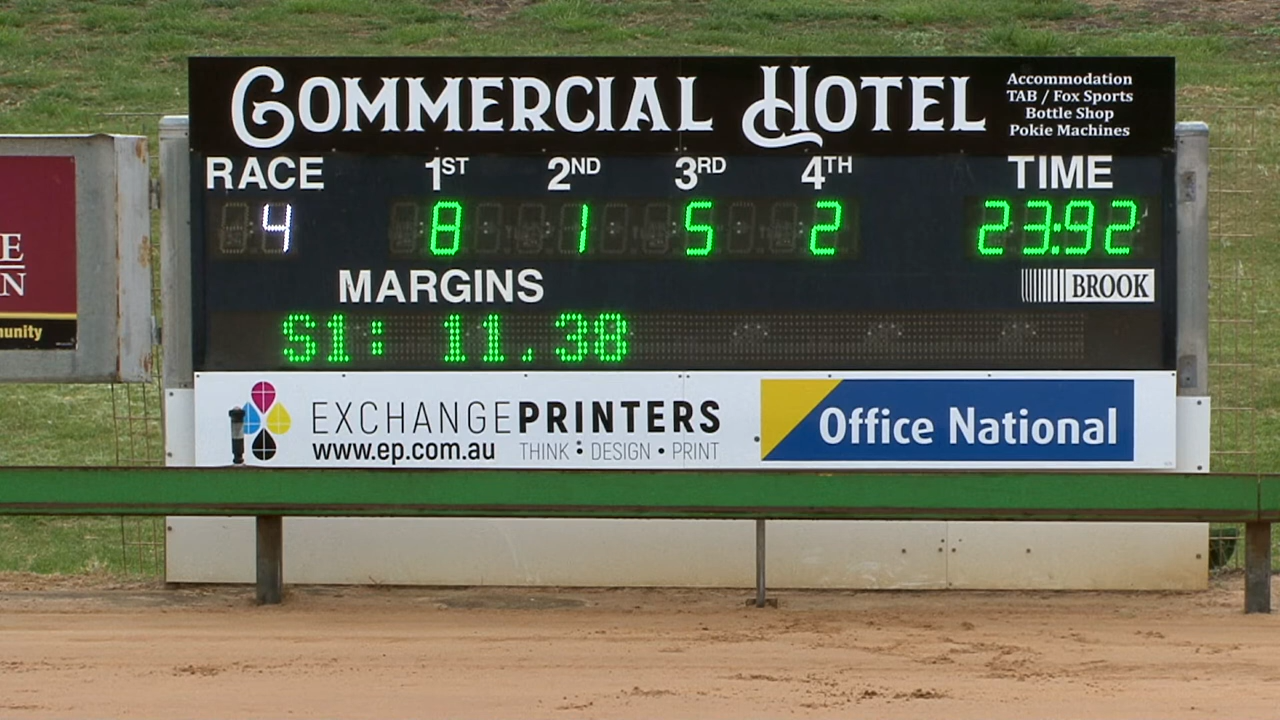 COMMERCIAL HOTEL
Accommodation
TAB / Fox Sports
Bottle Shop
Pokie Machines
RACE 1ST 2ND 3RD 4TH TIME
4 8 1 5 2 23:92
MARGINS
BROOK
S1: 11.38
E
N
munity
EXCHANGEPRINTERS
www.ep.com.au THINK : DESIGN • PRINT
Office National